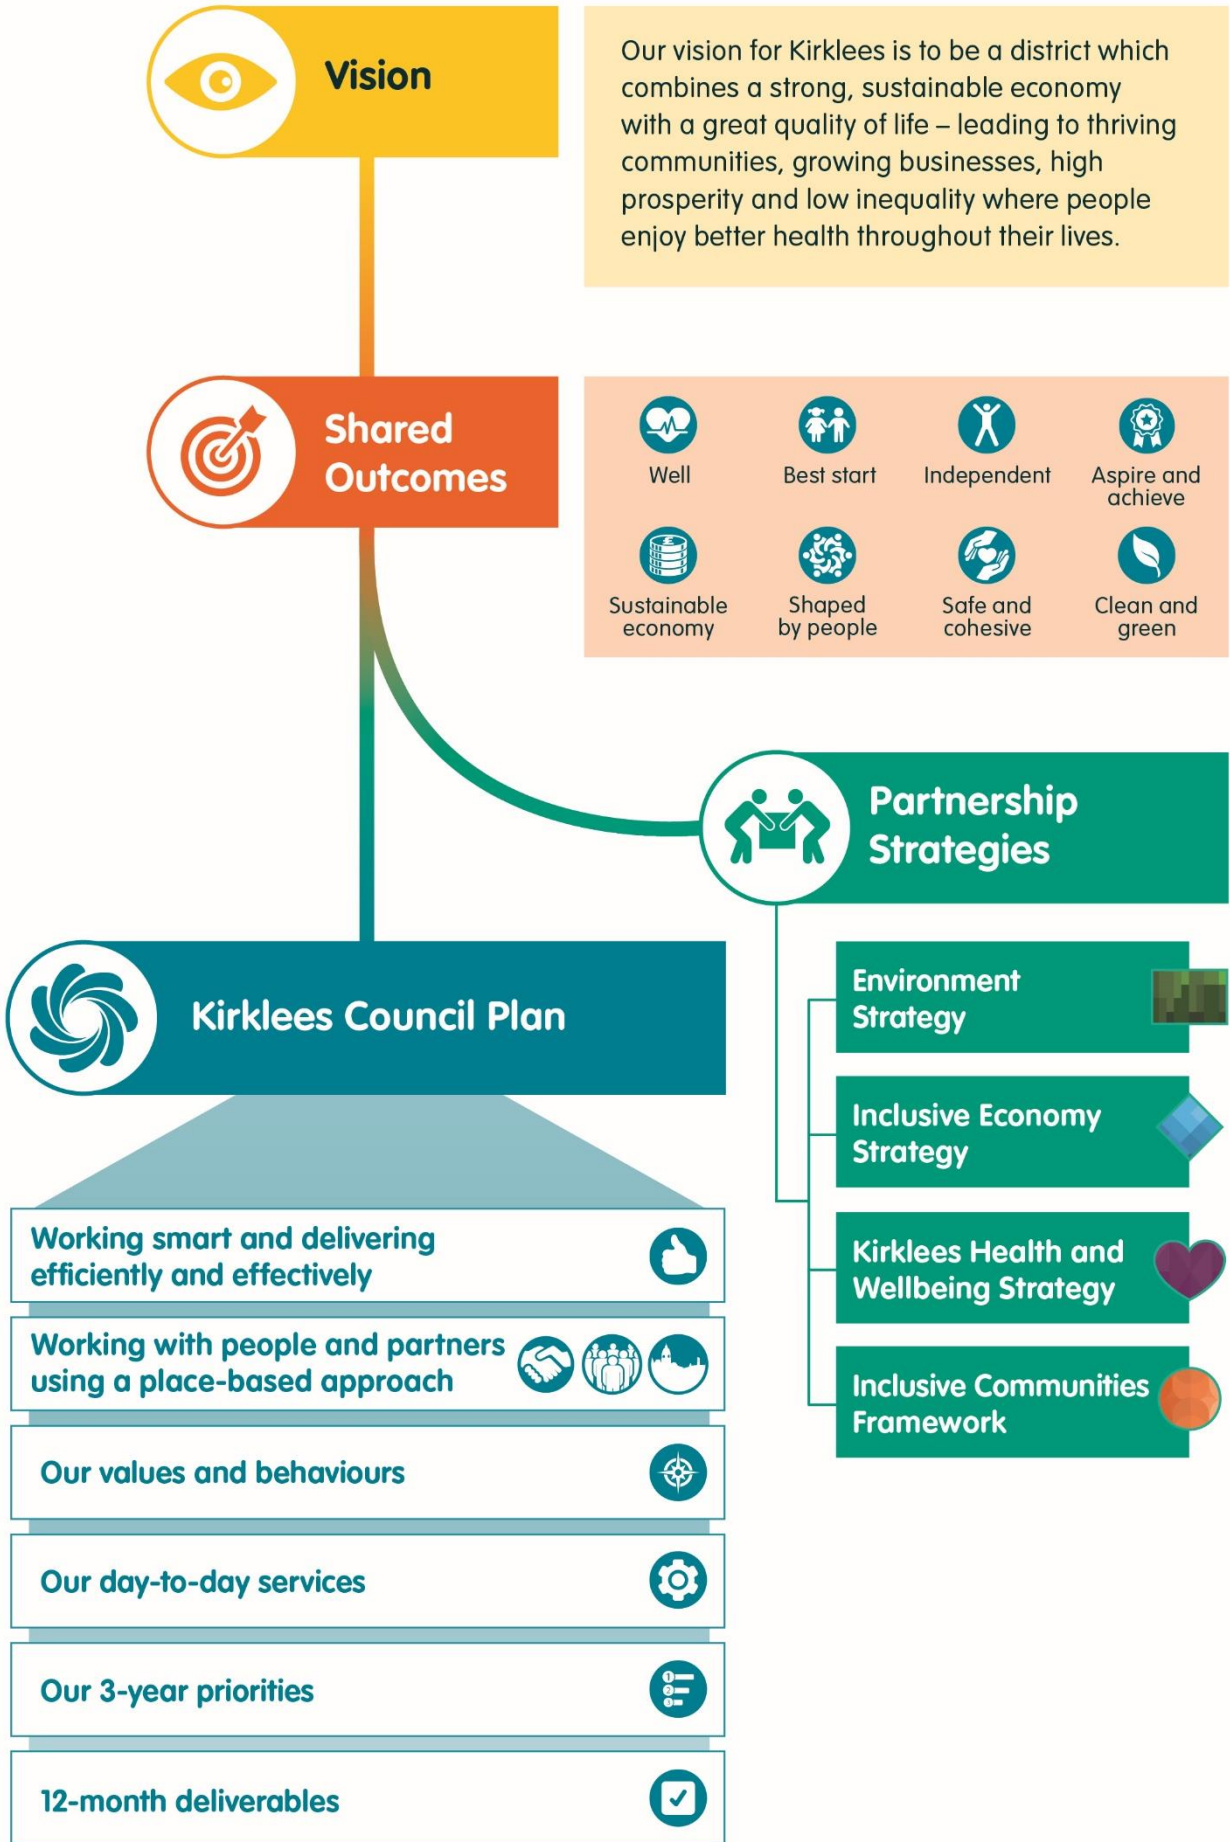 Vision
Our vision for Kirklees is to be a district which
combines a strong, sustainable economy
with a great quality of life – leading to thriving
communities, growing businesses, high
prosperity and low inequality where people
enjoy better health throughout their lives.
Shared
Outcomes
Well
Best start
Independent
Aspire and
achieve
£
Sustainable
economy
Shaped
by people
Safe and
cohesive
Clean and
green
Partnership
Strategies
Environment
Strategy
Inclusive Economy
Strategy
Kirklees Health and
Wellbeing Strategy
Inclusive Communities
Framework
Kirklees Council Plan
Working smart and delivering
efficiently and effectively
Working with people and partners
using a place-based approach
Our values and behaviours
Our day-to-day services
Our 3-year priorities
1
2
3
12-month deliverables